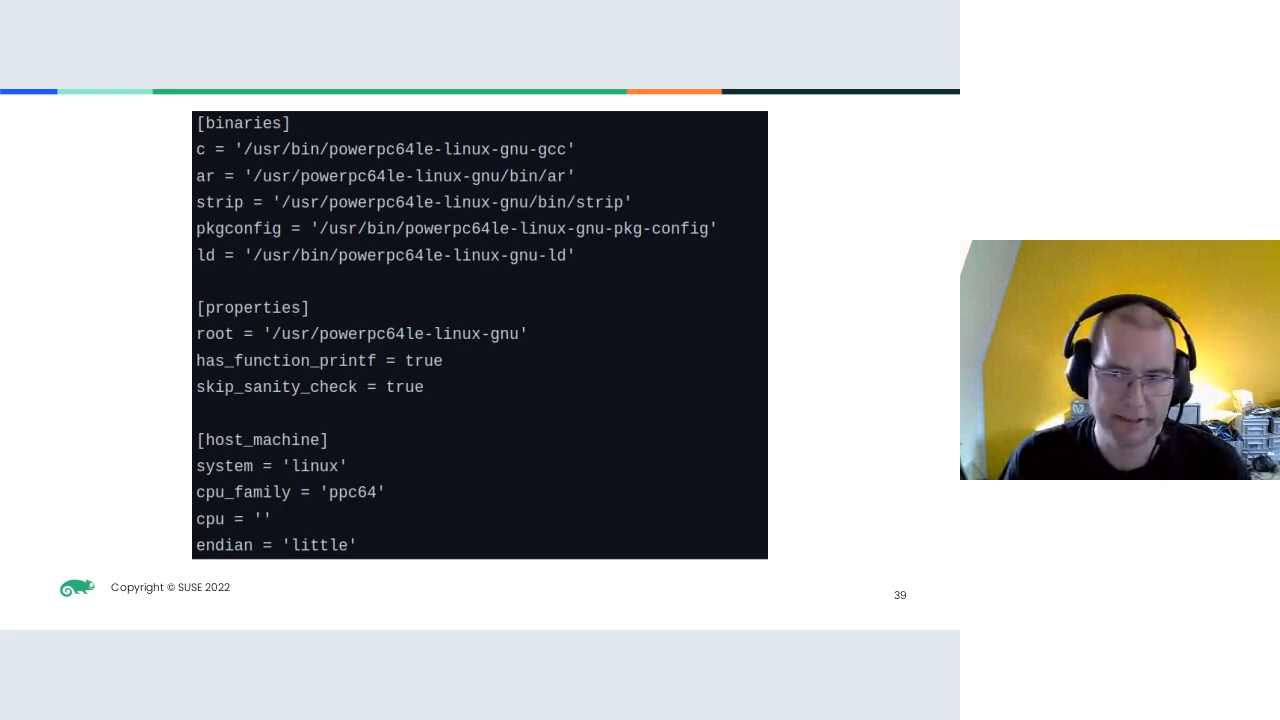 [binaries]
c = '/usr/bin/powerpc64le-linux-gnu-gcc'
ar = '/usr/powerpc64le-linux-gnu/bin/ar'
strip = '/usr/powerpc64le-linux-gnu/bin/strip'
pkgconfig = '/usr/bin/powerpc64le-linux-gnu-pkg-config'
ld = '/usr/bin/powerpc64le-linux-gnu-ld'
[properties]
root = '/usr/powerpc64le-linux-gnu'
has_function_printf = true
skip_sanity_check = true
[host_machine]
system = 'linux'
cpu_family = 'ppc64'
cpu = ''
endian = 'little'
Copyright © SUSE 2022
39